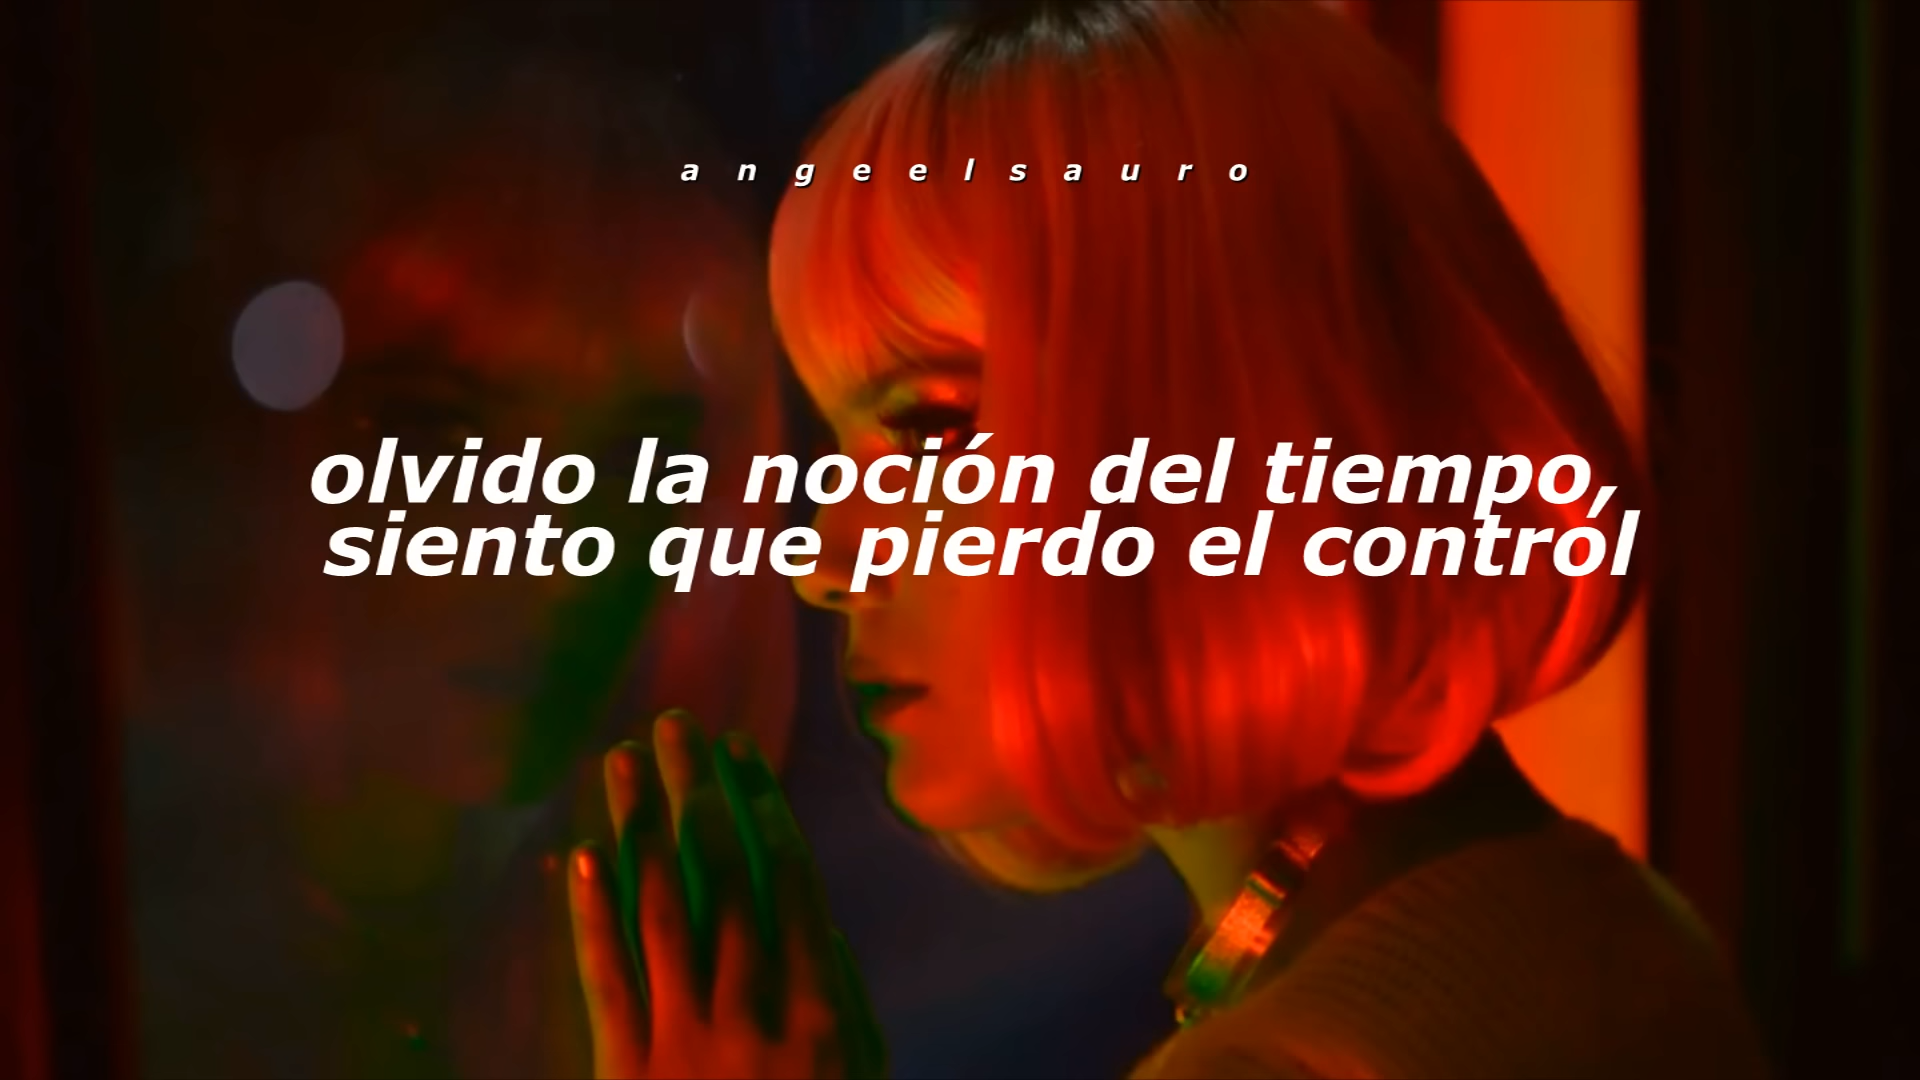 a n g e e l s a u r o
olvido la noción del tiempo,
siento que pierdo el control